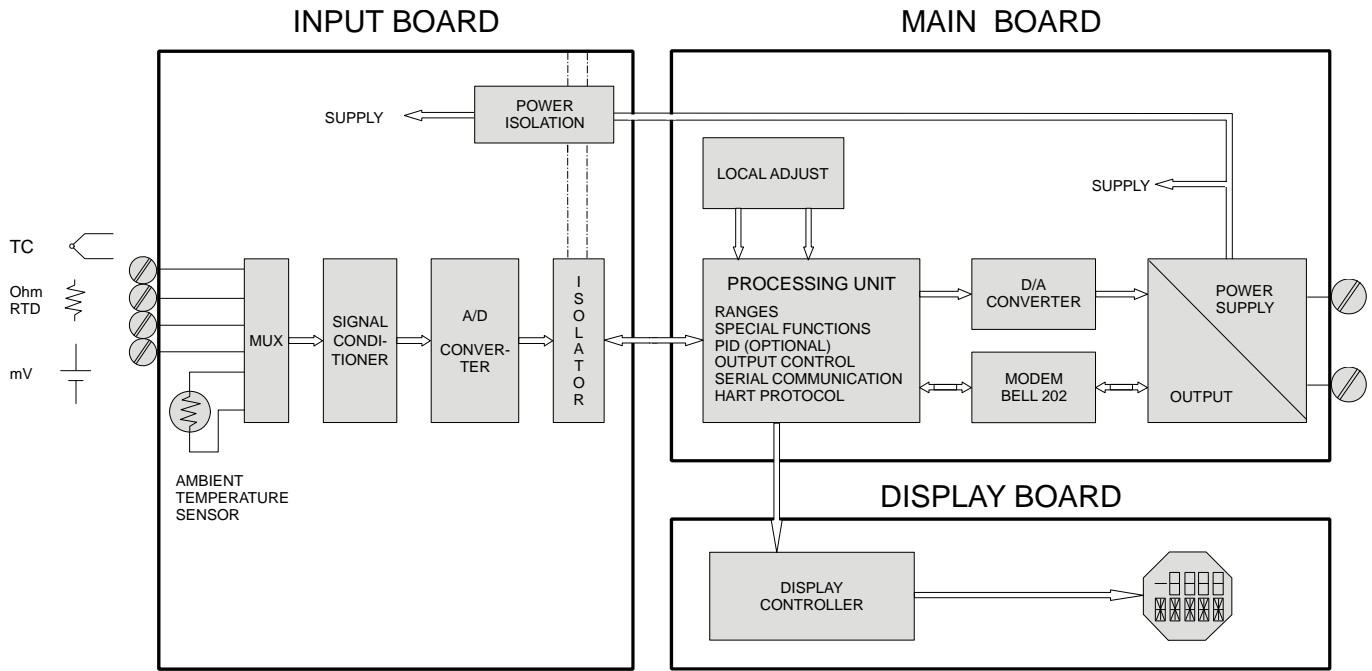 INPUT BOARD
MAIN BOARD
POWER
ISOLATION
SUPPLY
LOCAL ADJUST
SUPPLY
TC
Ohm
RTD
mV
MUX
SIGNAL
CONDI-
TIONER
A/D
CONVER-
TER
ISOLATOR
AMBIENT
TEMPERATURE
SENSOR
PROCESSING UNIT
RANGES
SPECIAL FUNCTIONS
PID (OPTIONAL)
OUTPUT CONTROL
SERIAL COMMUNICATION
HART PROTOCOL
D/A
CONVERTER
MODEM
BELL 202
POWER
SUPPLY
OUTPUT
DISPLAY BOARD
DISPLAY
CONTROLLER